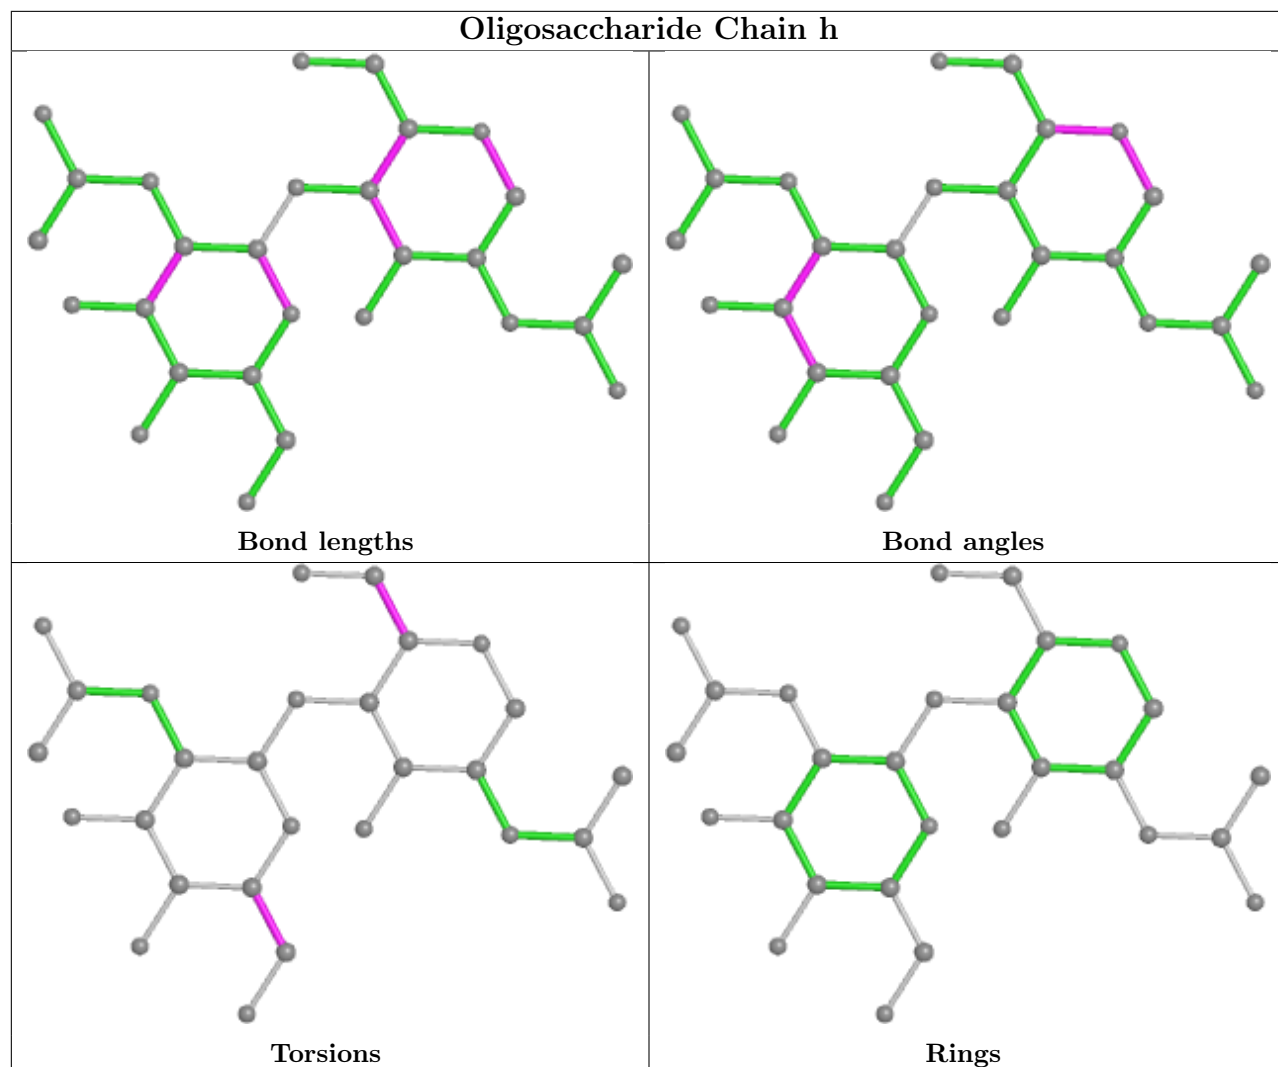 Oligosaccharide Chain h
Bond lengths
Bond angles
Torsions
Rings